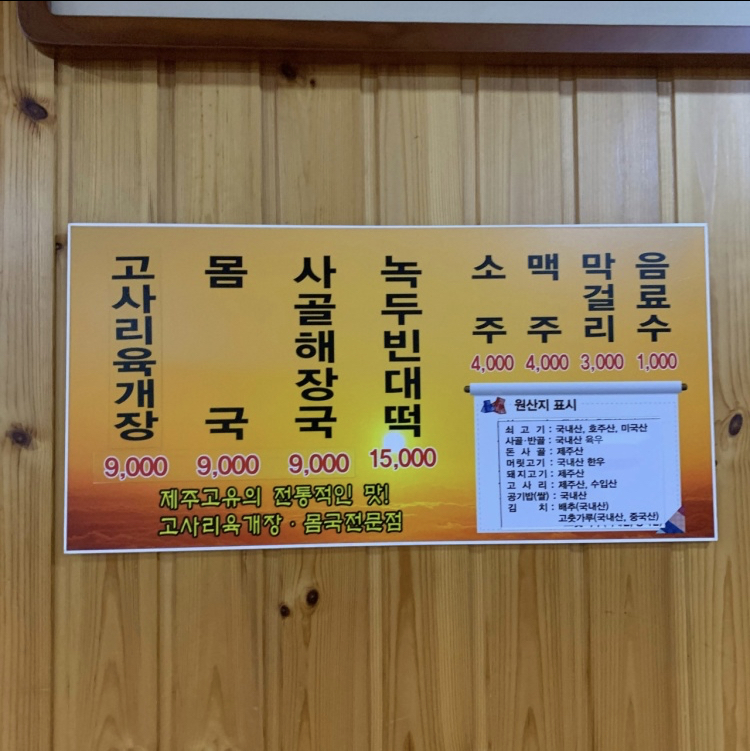 고사리육개장
9,000
몸국
9,000
사골해장국
9,000
녹두빈대떡
15,000
소주
4,000
맥주
4,000
막걸리
3,000
음료수
1,000
제주고유의 전통적인 맛!
고사리육개장·몸국전문점
원산지 표시
쇠고기 : 국내산, 호주산, 미국산
사골·반골 : 국내산 육우
돈사골 : 제주산
머릿고기 : 국내산 한우
돼지고기 : 제주산
고사리 : 제주산, 수입산
공기밥(쌀) : 국내산
김치 : 배추(국내산)
고춧가루(국내산, 중국산)